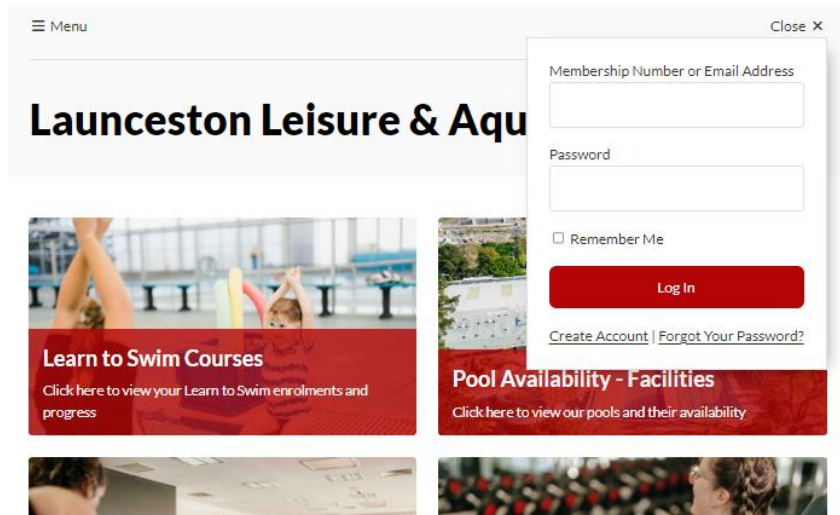 ☰ Menu
Close ✕
Launceston Leisure & Aqu
Membership Number or Email Address
Password
Remember Me
Log In
Create Account | Forgot Your Password?
Learn to Swim Courses
Click here to view your Learn to Swim enrolments and
progress
Pool Availability - Facilities
Click here to view our pools and their availability